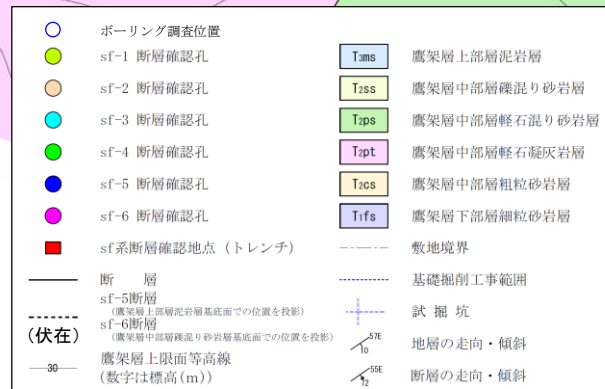 ボーリング調査位置
sf-1 断層確認孔
sf-2 断層確認孔
sf-3 断層確認孔
sf-4 断層確認孔
sf-5 断層確認孔
sf-6 断層確認孔
sf系断層確認地点（トレンチ）
断　層
sf-5断層
(鷹架層上部層泥岩層基底面での位置を投影)
(伏在)
sf-6断層
(鷹架層中部層礫混り砂岩層基底面での位置を投影)
30
鷹架層上限面等高線
(数字は標高(m))
T3ms 鷹架層上部層泥岩層
T2ss 鷹架層中部層礫混り砂岩層
T2ps 鷹架層中部層軽石混り砂岩層
T2pt 鷹架層中部層軽石凝灰岩層
T2cs 鷹架層中部層粗粒砂岩層
T1fs 鷹架層下部層細粒砂岩層
敷地境界
基礎掘削工事範囲
試 掘 坑
57E
10
地層の走向・傾斜
55E
72
断層の走向・傾斜